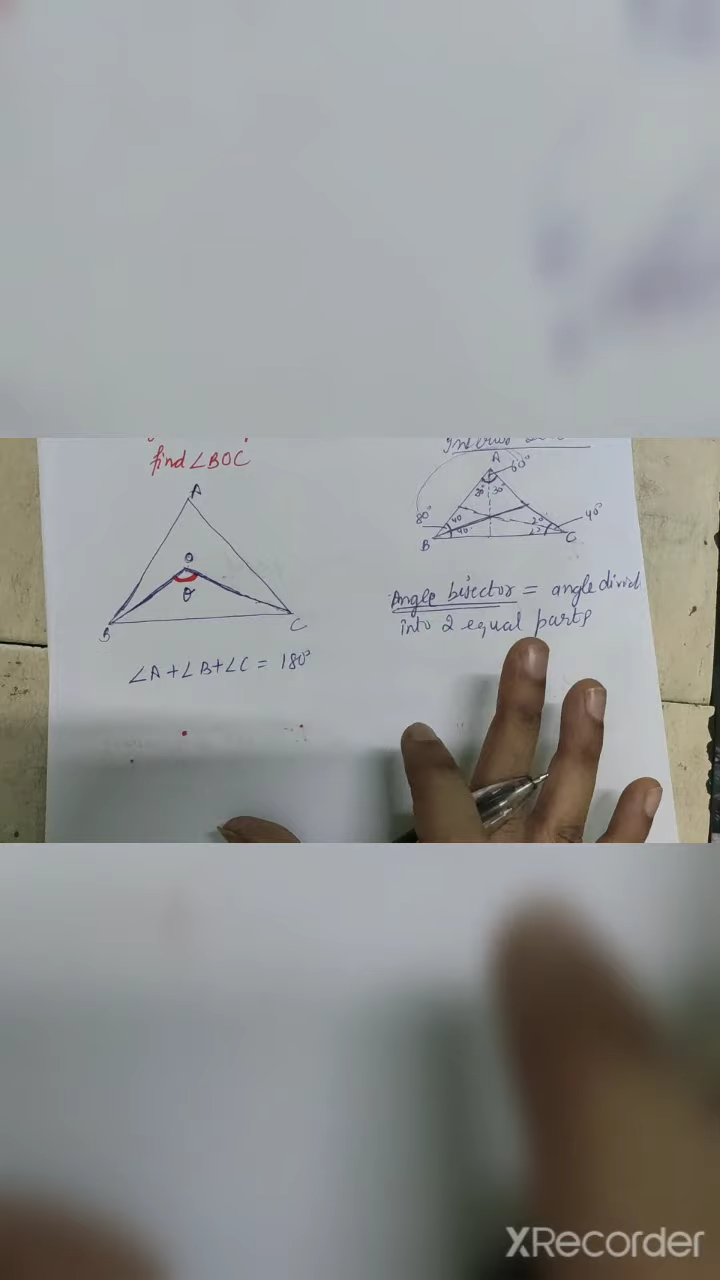 find ∠BOC
A
O
θ
B
C
∠A+∠B+∠C = 180°
A
60°
30° 30°
80°
40
40
20
40°
B
C
Angle bisector = angle divid
into 2 equal parts
XRecorder